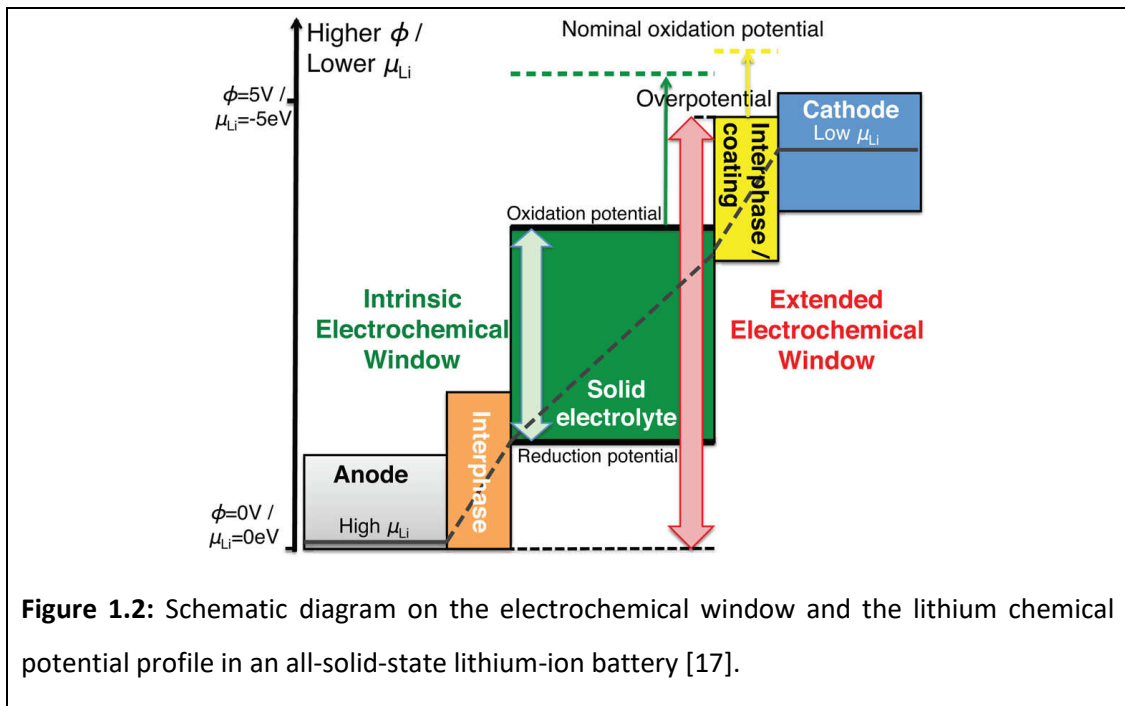 Higher ϕ /
Lower μLi
Nominal oxidation potential
ϕ=5V /
μLi=-5eV
Overpotential
Cathode
Low μLi
Interphase /
coating
Oxidation potential
Intrinsic
Electrochemical
Window
Extended
Electrochemical
Window
Solid
electrolyte
Interphase
Reduction potential
Anode
High μLi
ϕ=0V /
μLi=0eV
Figure 1.2: Schematic diagram on the electrochemical window and the lithium chemical
potential profile in an all-solid-state lithium-ion battery [17].